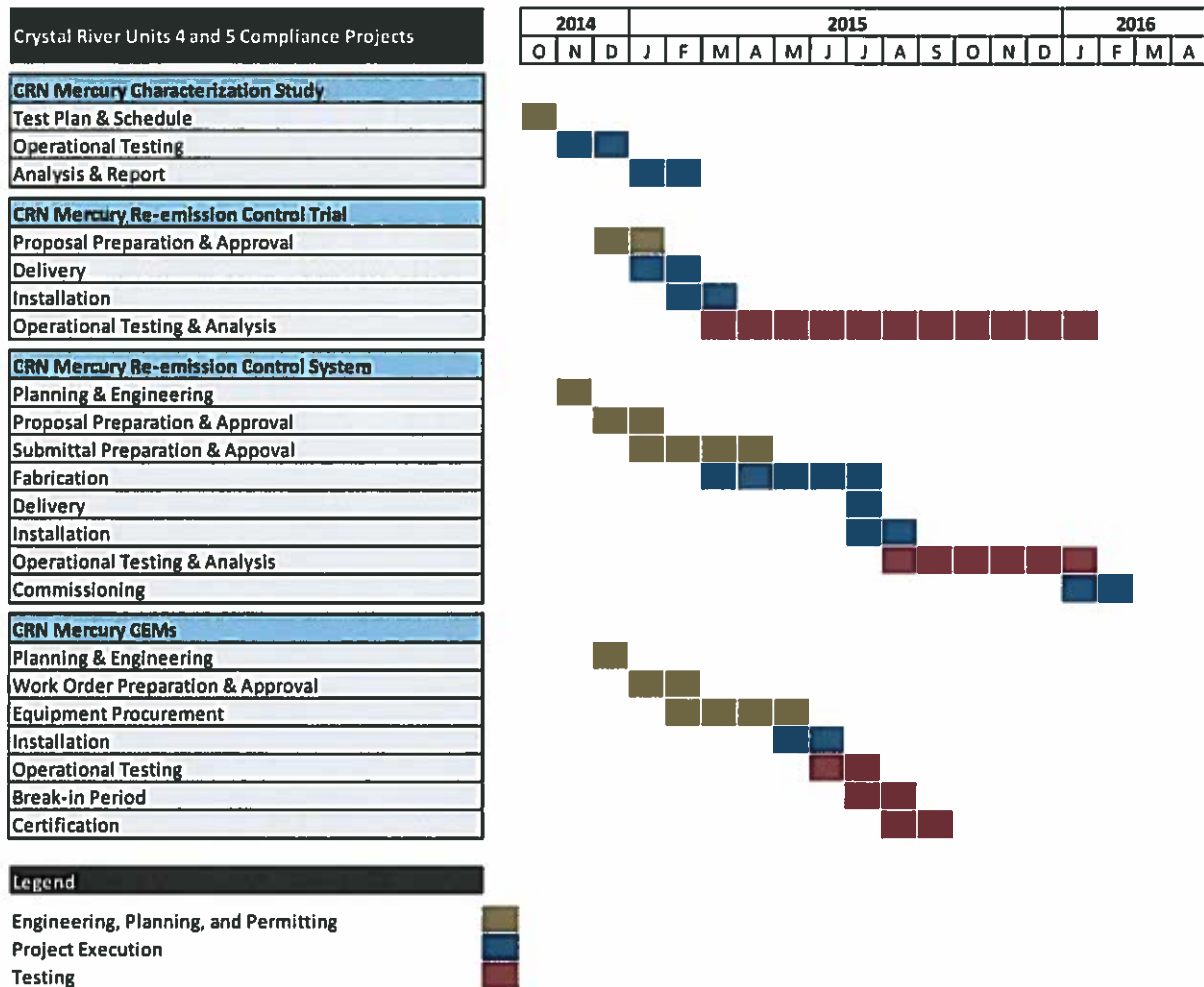 Crystal River Units 4 and 5 Compliance Projects
2014 2015 2016
O N D J F M A M J J A S O N D J F M A
CRN Mercury Characterization Study
Test Plan & Schedule
Operational Testing
Analysis & Report
CRN Mercury Re-emission Control Trial
Proposal Preparation & Approval
Delivery
Installation
Operational Testing & Analysis
CRN Mercury Re-emission Control System
Planning & Engineering
Proposal Preparation & Approval
Submittal Preparation & Appoval
Fabrication
Delivery
Installation
Operational Testing & Analysis
Commissioning
CRN Mercury CEMs
Planning & Engineering
Work Order Preparation & Approval
Equipment Procurement
Installation
Operational Testing
Break-in Period
Certification
Legend
Engineering, Planning, and Permitting
Project Execution
Testing